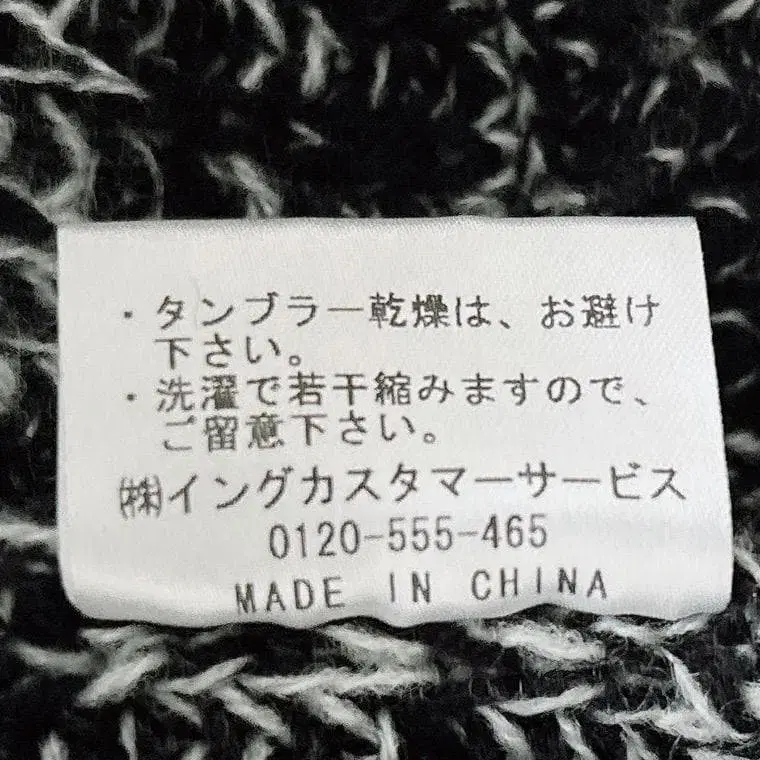 ・タンブラー乾燥は、お避け
下さい。
・洗濯で若干縮みますので、
ご留意下さい。
㈱イングカスタマーサービス
0120-555-465
MADE IN CHINA